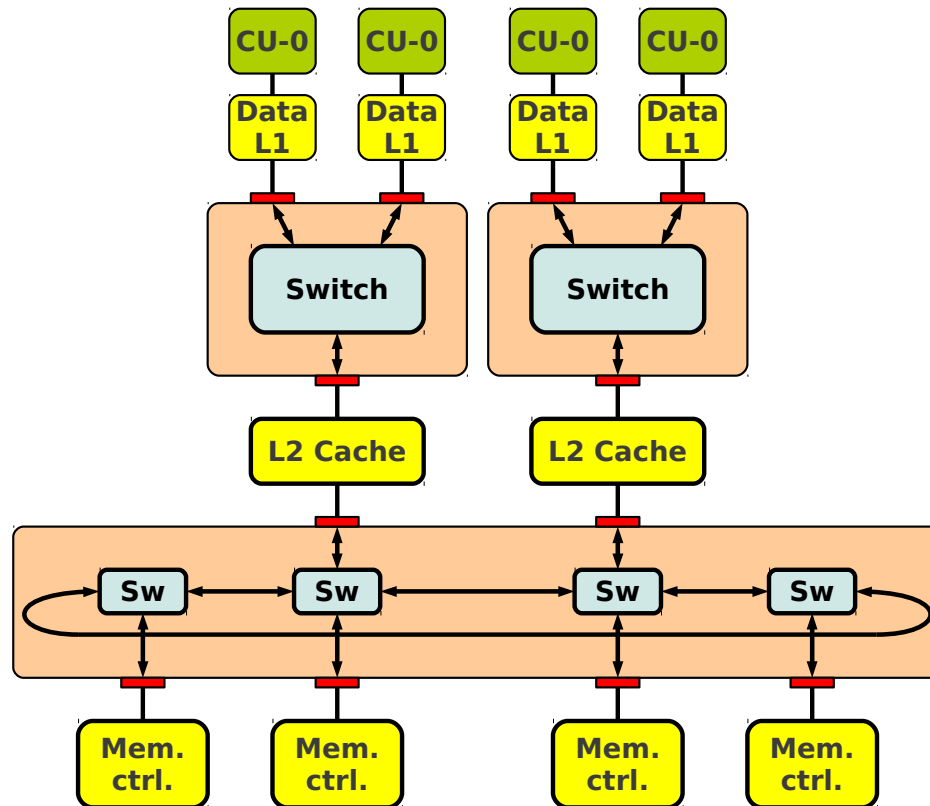 CU-0
CU-0
CU-0
CU-0
Data
L1
Data
L1
Data
L1
Data
L1
Switch
Switch
L2 Cache
L2 Cache
Sw
Sw
Sw
Sw
Mem.
ctrl.
Mem.
ctrl.
Mem.
ctrl.
Mem.
ctrl.